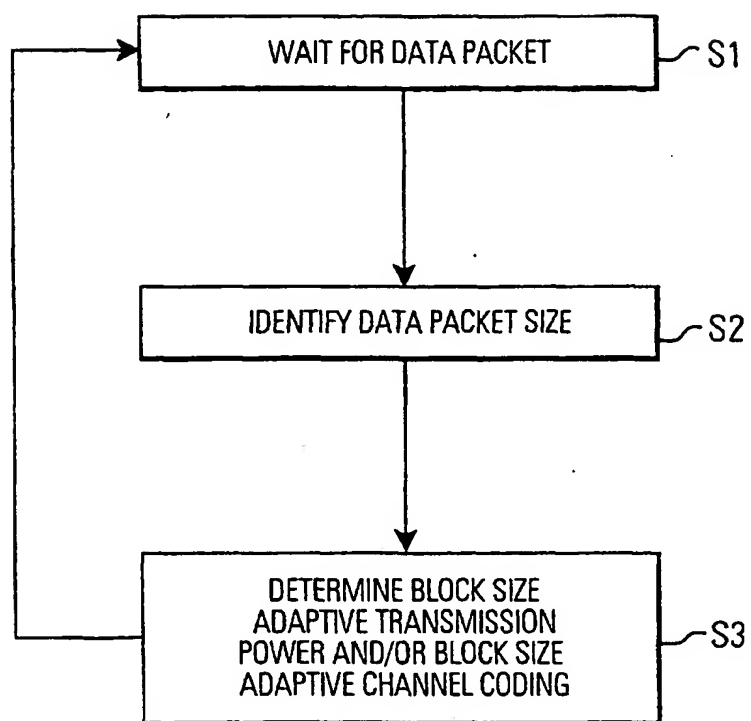 WAIT FOR DATA PACKET
S1
IDENTIFY DATA PACKET SIZE
S2
DETERMINE BLOCK SIZE
ADAPTIVE TRANSMISSION
POWER AND/OR BLOCK SIZE
ADAPTIVE CHANNEL CODING
S3